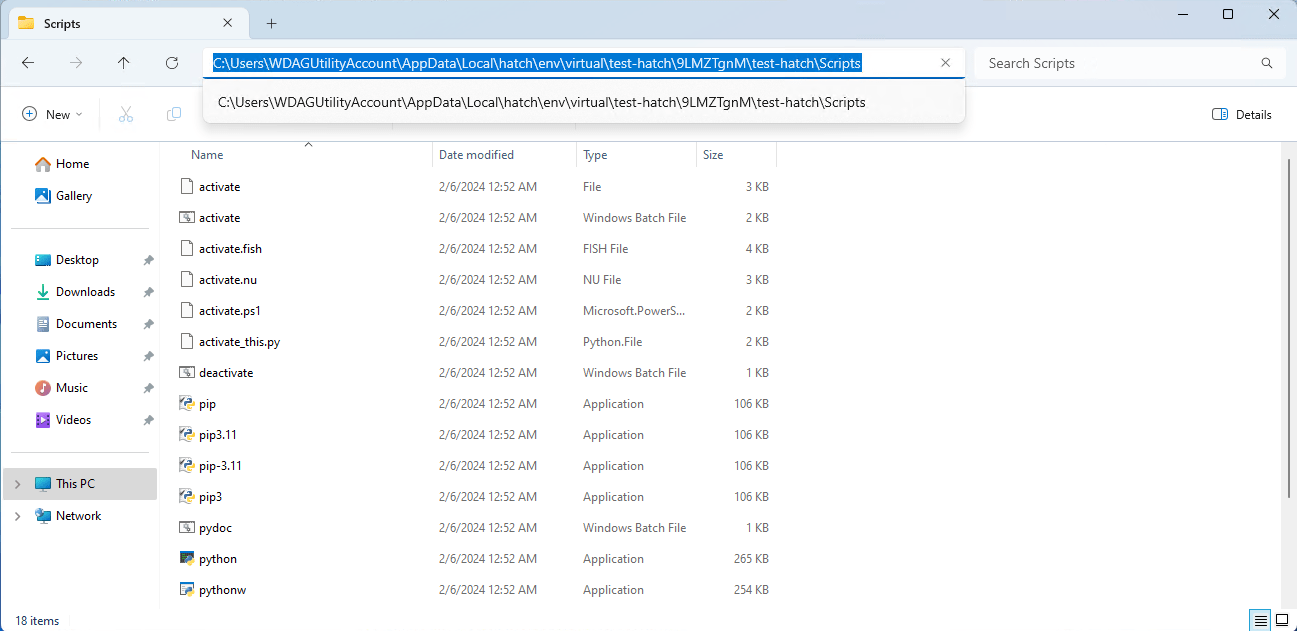 Scripts
C:\Users\WDAGUtilityAccount\AppData\Local\hatch\env\virtual\test-hatch\9LMZTgnM\test-hatch\Scripts
Search Scripts
C:\Users\WDAGUtilityAccount\AppData\Local\hatch\env\virtual\test-hatch\9LMZTgnM\test-hatch\Scripts
New
Details
Home
Gallery
Desktop
Downloads
Documents
Pictures
Music
Videos
This PC
Network
Name Date modified Type Size
activate 2/6/2024 12:52 AM File 3 KB
activate 2/6/2024 12:52 AM Windows Batch File 2 KB
activate.fish 2/6/2024 12:52 AM FISH File 4 KB
activate.nu 2/6/2024 12:52 AM NU File 3 KB
activate.ps1 2/6/2024 12:52 AM Microsoft.PowerS... 2 KB
activate_this.py 2/6/2024 12:52 AM Python.File 2 KB
deactivate 2/6/2024 12:52 AM Windows Batch File 1 KB
pip 2/6/2024 12:52 AM Application 106 KB
pip3.11 2/6/2024 12:52 AM Application 106 KB
pip-3.11 2/6/2024 12:52 AM Application 106 KB
pip3 2/6/2024 12:52 AM Application 106 KB
pydoc 2/6/2024 12:52 AM Windows Batch File 1 KB
python 2/6/2024 12:52 AM Application 265 KB
pythonw 2/6/2024 12:52 AM Application 254 KB
18 items